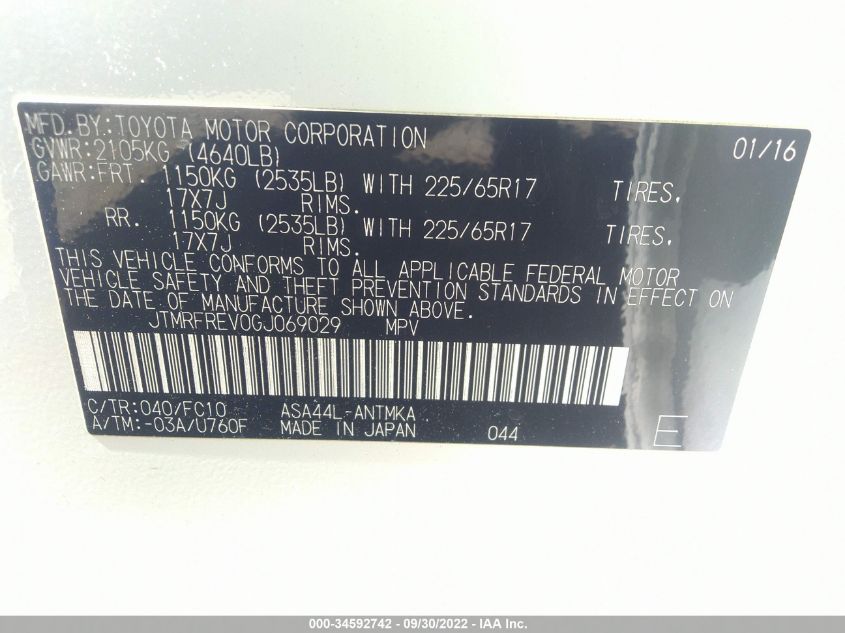 MFD. BY: TOYOTA MOTOR CORPORATION 01/16
GVWR: 2105KG (4640LB)
GAWR: FRT. 1150KG (2535LB) WITH 225/65R17 TIRES,
17X7J RIMS.
RR. 1150KG (2535LB) WITH 225/65R17 TIRES,
17X7J RIMS.
THIS VEHICLE CONFORMS TO ALL APPLICABLE FEDERAL MOTOR
VEHICLE SAFETY AND THEFT PREVENTION STANDARDS IN EFFECT ON
THE DATE OF MANUFACTURE SHOWN ABOVE.
JTMRFREV0GJ069029 MPV
C/TR: 040/FC10 ASA44L-ANTMKA
A/TM: -03A/U760F MADE IN JAPAN 044 E
000-34592742 - 09/30/2022 - IAA Inc.